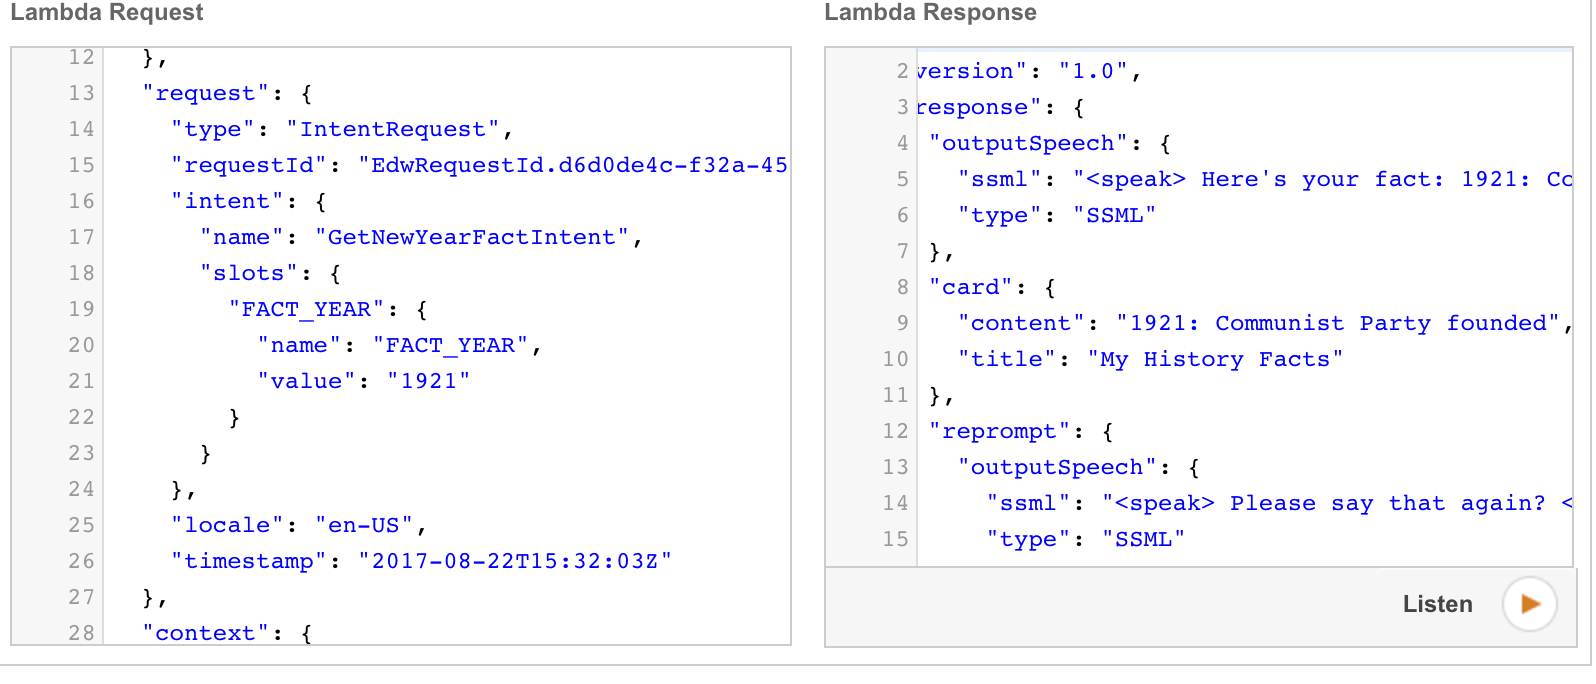 Lambda Request
12 },
13 "request": {
14 "type": "IntentRequest",
15 "requestId": "EdwRequestId.d6d0de4c-f32a-45
16 "intent": {
17 "name": "GetNewYearFactIntent",
18 "slots": {
19 "FACT_YEAR": {
20 "name": "FACT_YEAR",
21 "value": "1921"
22 }
23 }
24 },
25 "locale": "en-US",
26 "timestamp": "2017-08-22T15:32:03Z"
27 },
28 "context": {
Lambda Response
2 version": "1.0",
3 response": {
4 "outputSpeech": {
5 "ssml": "<speak> Here's your fact: 1921: Co
6 "type": "SSML"
7 },
8 "card": {
9 "content": "1921: Communist Party founded",
10 "title": "My History Facts"
11 },
12 "reprompt": {
13 "outputSpeech": {
14 "ssml": "<speak> Please say that again? <
15 "type": "SSML"
Listen